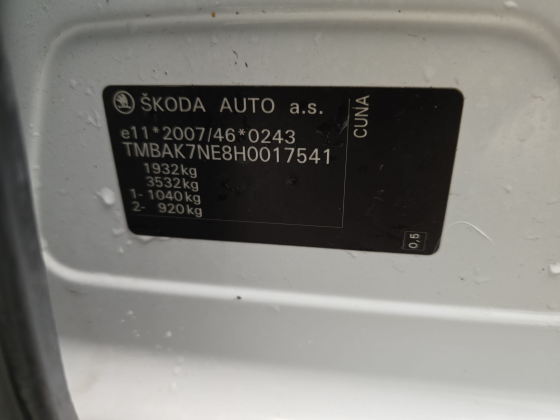 ŠKODA AUTO a.s.
e11*2007/46*0243
TMBAK7NE8H0017541
1932kg
3532kg
1- 1040kg
2- 920kg
CUNA
0,5